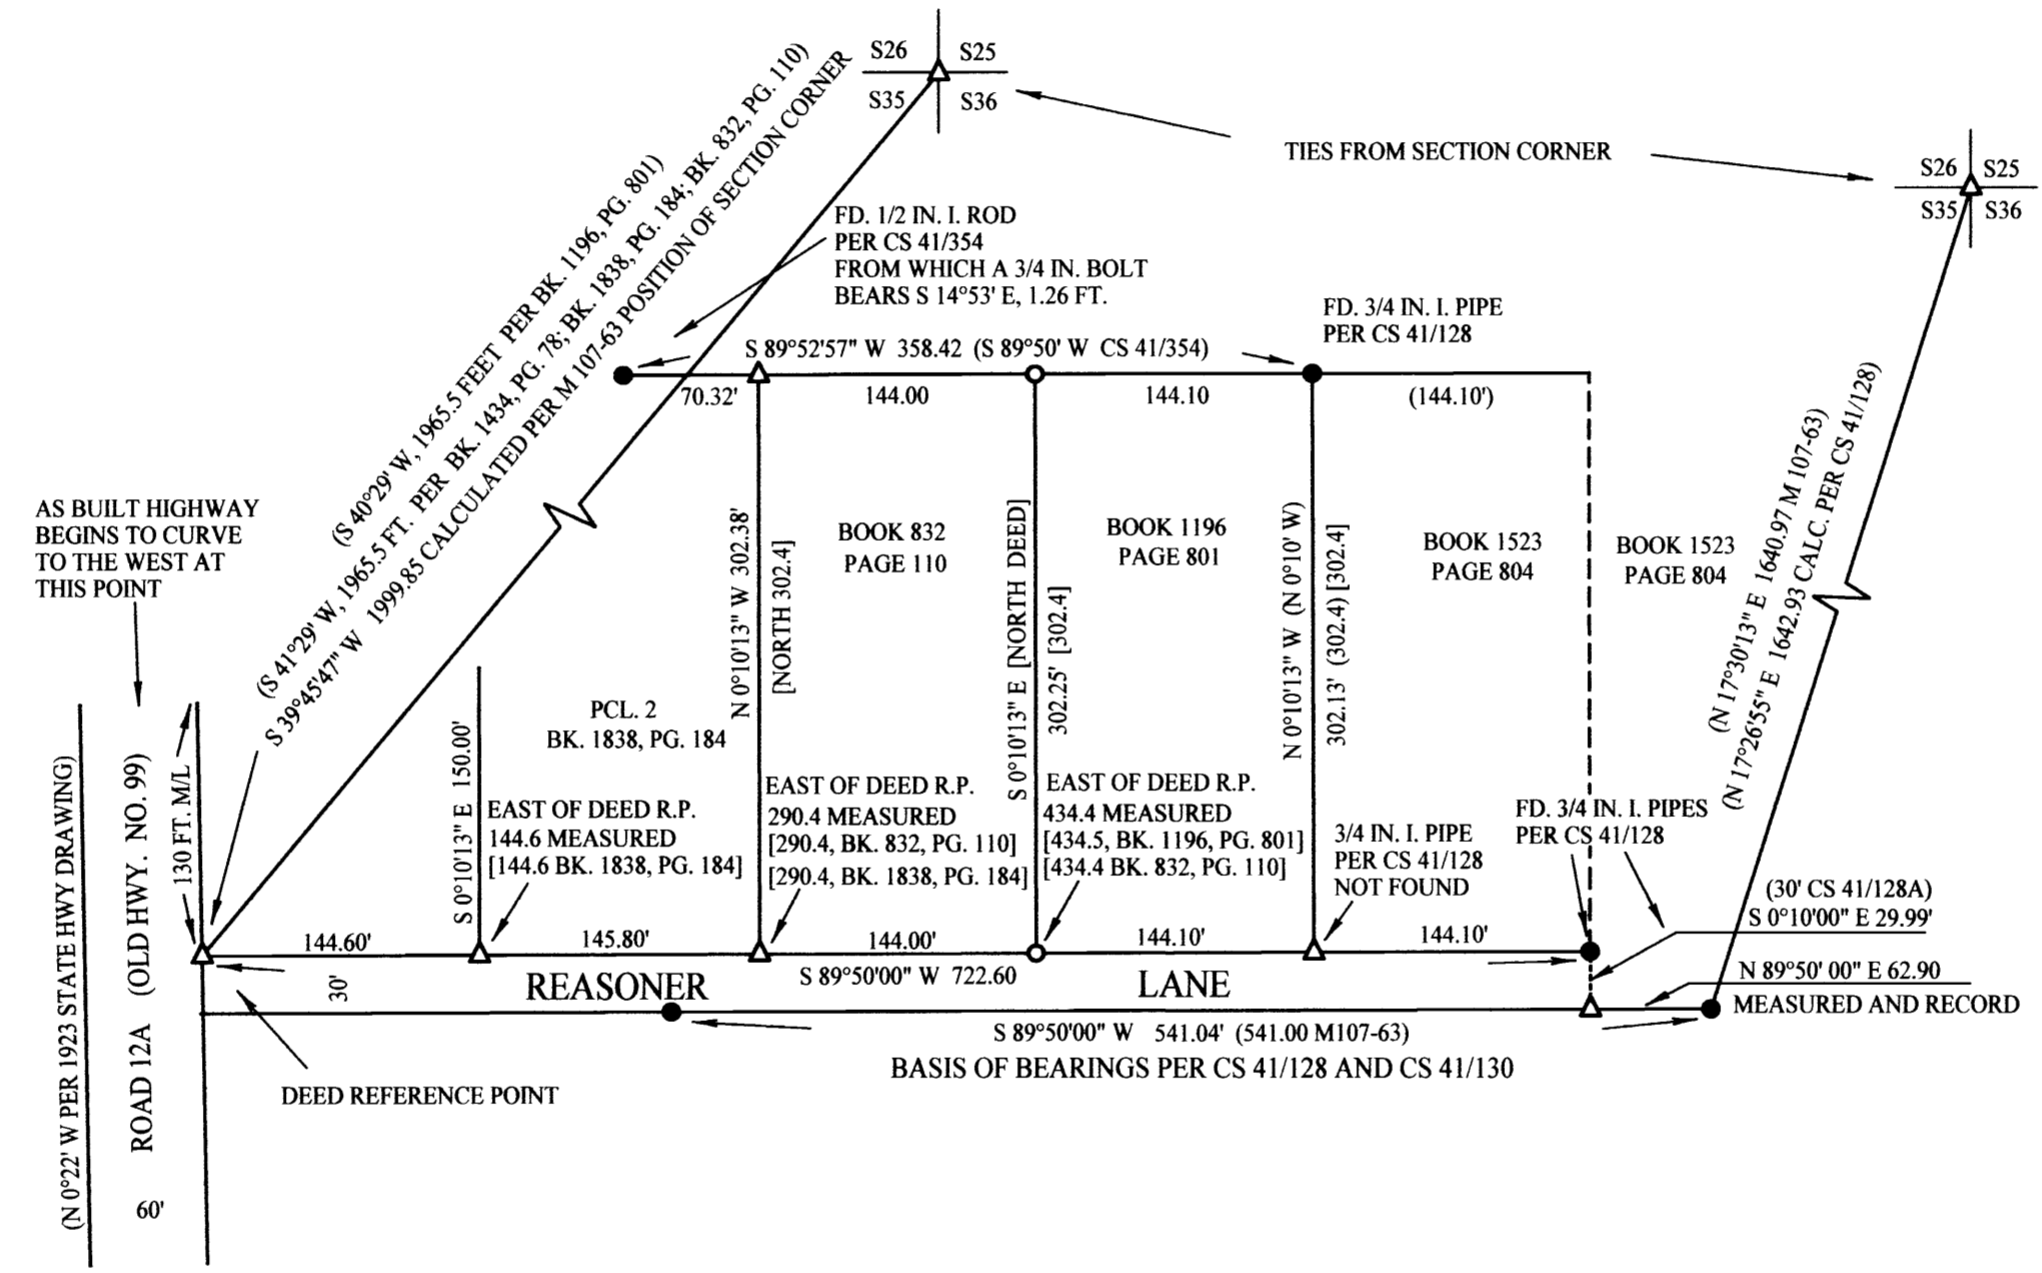 S26 S25
S35 S36
TIES FROM SECTION CORNER
S26 S25
S35 S36
(S 40°29' W, 1965.5 FEET PER BK. 1196, PG. 801)
(S 41°29' W, 1965.5 FT. PER BK. 1434, PG. 78; BK. 1838, PG. 184; BK. 832, PG. 110)
S 39°45'47" W 1999.85 CALCULATED PER M 107-63 POSITION OF SECTION CORNER
FD. 1/2 IN. I. ROD
PER CS 41/354
FROM WHICH A 3/4 IN. BOLT
BEARS S 14°53' E, 1.26 FT.
FD. 3/4 IN. I. PIPE
PER CS 41/128
S 89°52'57" W 358.42 (S 89°50' W CS 41/354)
70.32'
144.00
144.10
(144.10')
AS BUILT HIGHWAY
BEGINS TO CURVE
TO THE WEST AT
THIS POINT
(N 0°22' W PER 1923 STATE HWY DRAWING)
ROAD 12A (OLD HWY. NO. 99)
60'
130 FT. M/L
S 0°10'13" E 150.00'
PCL. 2
BK. 1838, PG. 184
N 0°10'13" W 302.38'
[NORTH 302.4]
BOOK 832
PAGE 110
S 0°10'13" E [NORTH DEED]
302.25' [302.4]
BOOK 1196
PAGE 801
N 0°10'13" W (N 0°10' W)
302.13' (302.4) [302.4]
BOOK 1523
PAGE 804
BOOK 1523
PAGE 804
(N 17°30'13" E 1640.97 M 107-63)
(N 17°26'55" E 1642.93 CALC. PER CS 41/128)
EAST OF DEED R.P.
144.6 MEASURED
[144.6 BK. 1838, PG. 184]
EAST OF DEED R.P.
290.4 MEASURED
[290.4, BK. 832, PG. 110]
[290.4, BK. 1838, PG. 184]
EAST OF DEED R.P.
434.4 MEASURED
[434.5, BK. 1196, PG. 801]
[434.4 BK. 832, PG. 110]
3/4 IN. I. PIPE
PER CS 41/128
NOT FOUND
FD. 3/4 IN. I. PIPES
PER CS 41/128
(30' CS 41/128A)
S 0°10'00" E 29.99'
N 89°50' 00" E 62.90
MEASURED AND RECORD
144.60'
145.80'
144.00'
144.10'
144.10'
30'
REASONER LANE
S 89°50'00" W 722.60
S 89°50'00" W 541.04' (541.00 M107-63)
BASIS OF BEARINGS PER CS 41/128 AND CS 41/130
DEED REFERENCE POINT